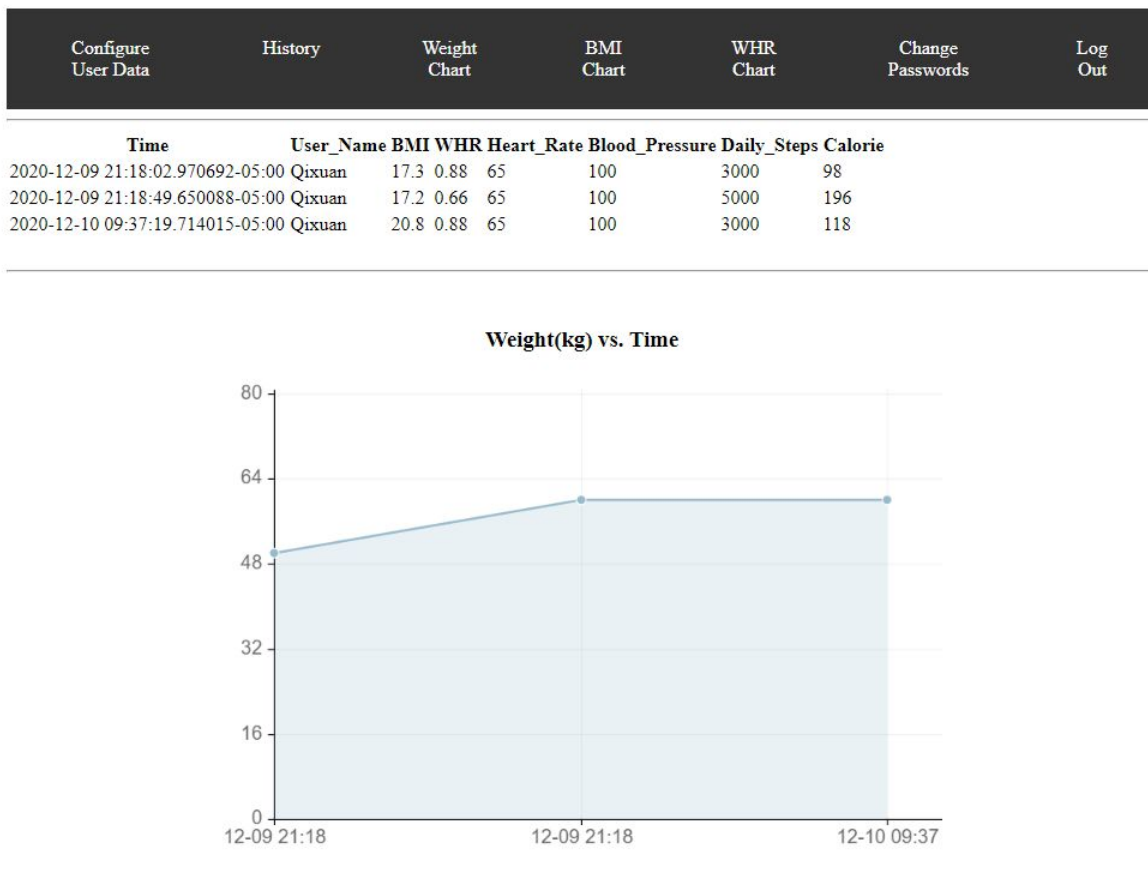 Configure
User Data
History
Weight
Chart
BMI
Chart
WHR
Chart
Change
Passwords
Log
Out
Time User_Name BMI WHR Heart_Rate Blood_Pressure Daily_Steps Calorie
2020-12-09 21:18:02.970692-05:00 Qixuan 17.3 0.88 65 100 3000 98
2020-12-09 21:18:49.650088-05:00 Qixuan 17.2 0.66 65 100 5000 196
2020-12-10 09:37:19.714015-05:00 Qixuan 20.8 0.88 65 100 3000 118
Weight(kg) vs. Time
80
64
48
32
16
0
12-09 21:18 12-09 21:18 12-10 09:37